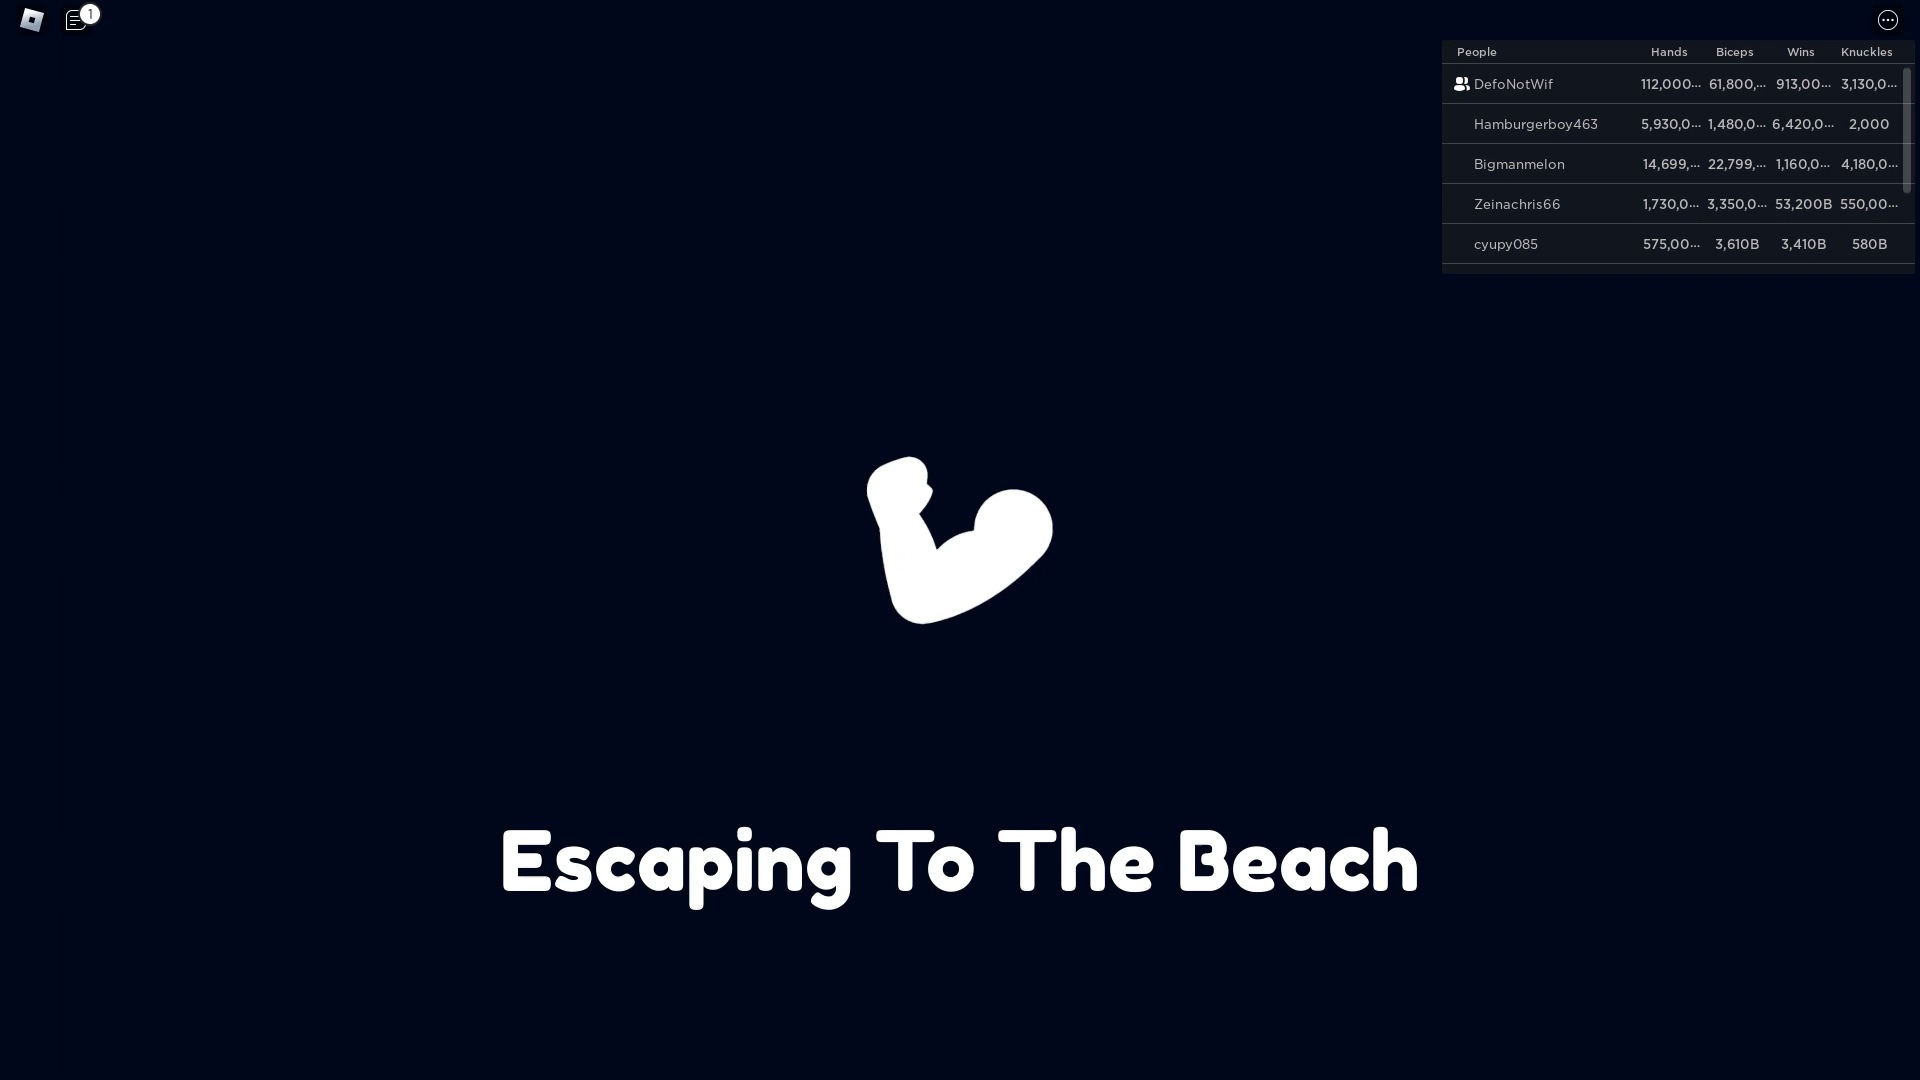 1
People Hands Biceps Wins Knuckles
DefoNotWif 112,000... 61,800,... 913,00... 3,130,0...
Hamburgerboy463 5,930,0... 1,480,0... 6,420,0... 2,000
Bigmanmelon 14,699,... 22,799,... 1,160,0... 4,180,0...
Zeinachris66 1,730,0... 3,350,0... 53,200B 550,00...
cyupy085 575,00... 3,610B 3,410B 580B
Escaping To The Beach